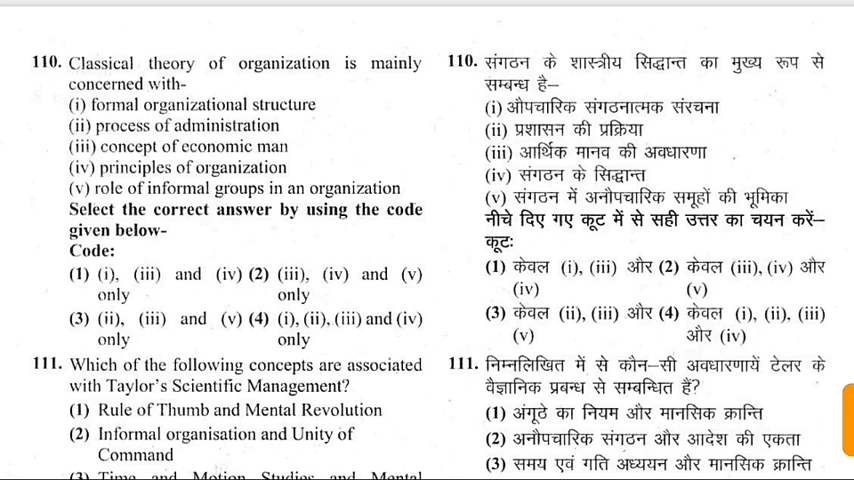 110. Classical theory of organization is mainly
concerned with-
(i) formal organizational structure
(ii) process of administration
(iii) concept of economic man
(iv) principles of organization
(v) role of informal groups in an organization
Select the correct answer by using the code
given below-
Code:
(1) (i), (iii) and (iv) (2) (iii), (iv) and (v)
only only
(3) (ii), (iii) and (v) (4) (i), (ii), (iii) and (iv)
only only
111. Which of the following concepts are associated
with Taylor's Scientific Management?
(1) Rule of Thumb and Mental Revolution
(2) Informal organisation and Unity of
Command
(3) Time and Motion Studies and Mental
110. संगठन के शास्त्रीय सिद्धान्त का मुख्य रूप से
सम्बन्ध है–
(i) औपचारिक संगठनात्मक संरचना
(ii) प्रशासन की प्रक्रिया
(iii) आर्थिक मानव की अवधारणा
(iv) संगठन के सिद्धान्त
(v) संगठन में अनौपचारिक समूहों की भूमिका
नीचे दिए गए कूट में से सही उत्तर का चयन करें–
कूटः
(1) केवल (i), (iii) और (2) केवल (iii), (iv) और
(iv) (v)
(3) केवल (ii), (iii) और (4) केवल (i), (ii), (iii)
(v) और (iv)
111. निम्नलिखित में से कौन–सी अवधारणायें टेलर के
वैज्ञानिक प्रबन्ध से सम्बन्धित हैं?
(1) अंगूठे का नियम और मानसिक क्रान्ति
(2) अनौपचारिक संगठन और आदेश की एकता
(3) समय एवं गति अध्ययन और मानसिक क्रान्ति